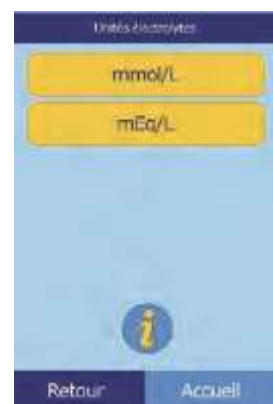 Unités électrolytes
mmol/L
mEq/L
i
Retour
Accueil